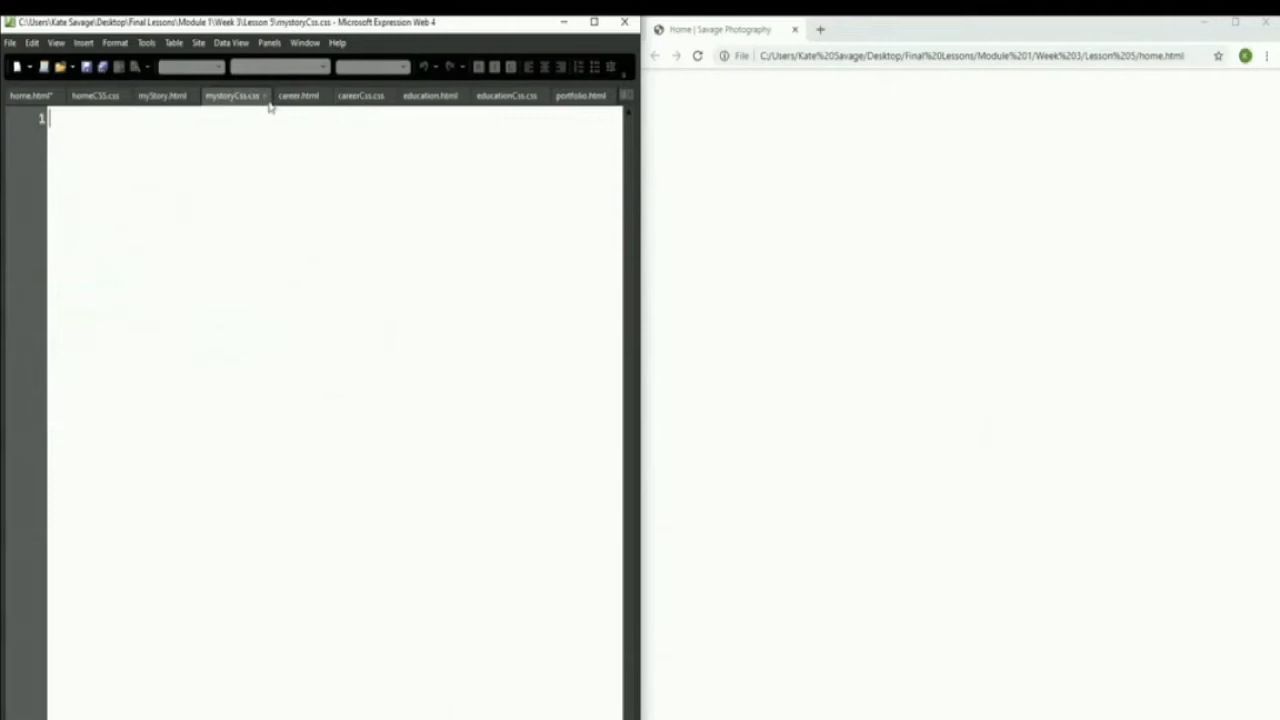 C:\Users\Kate Savage\Desktop\Final Lessons\Module 1\Week 3\Lesson 5\mystoryCss.css - Microsoft Expression Web 4
File Edit View Insert Format Tools Table Site Data View Panels Window Help
home.html* homeCSS.css myStory.html mystoryCss.css career.html careerCss.css education.html educationCss.css portfolio.html
1
Home | Savage Photography
File C:/Users/Kate%20Savage/Desktop/Final%20Lessons/Module%201/Week%203/Lesson%205/home.html